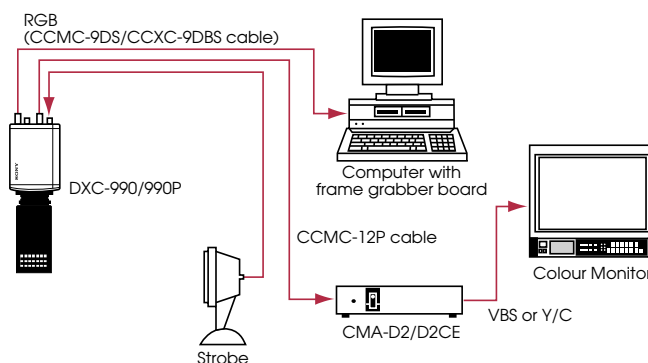 RGB
(CCMC-9DS/CCXC-9DBS cable)
SONY
DXC-990/990P
Computer with
frame grabber board
CCMC-12P cable
Colour Monitor
VBS or Y/C
CMA-D2/D2CE
Strobe